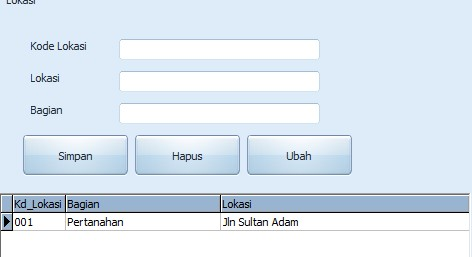 Lokasi
Kode Lokasi
Lokasi
Bagian
Simpan Hapus Ubah
Kd_Lokasi Bagian Lokasi
001 Pertanahan Jln Sultan Adam